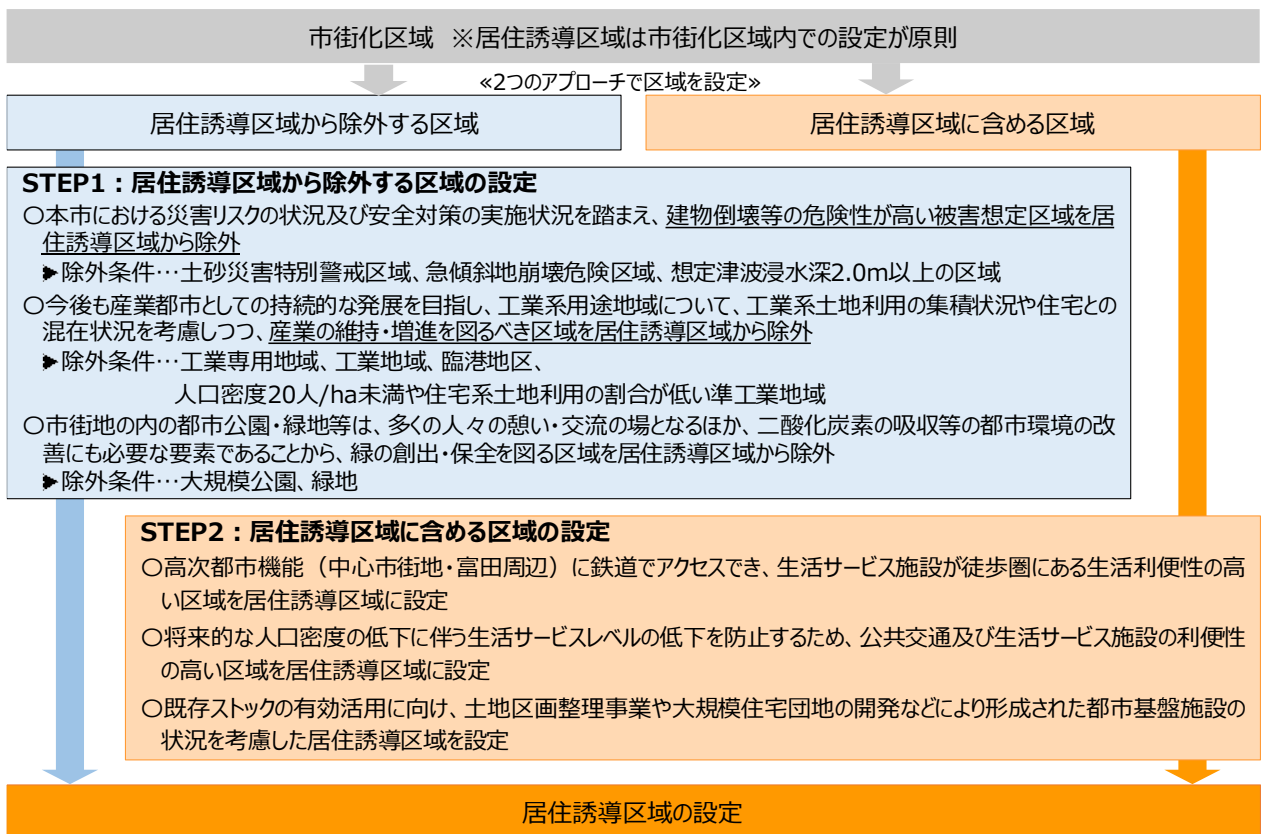 市街化区域 ※居住誘導区域は市街化区域内での設定が原則
≪2つのアプローチで区域を設定≫
居住誘導区域から除外する区域
居住誘導区域に含める区域
STEP1：居住誘導区域から除外する区域の設定
〇本市における災害リスクの状況及び安全対策の実施状況を踏まえ、建物倒壊等の危険性が高い被害想定区域を居
住誘導区域から除外
▶除外条件…土砂災害特別警戒区域、急傾斜地崩壊危険区域、想定津波浸水深2.0m以上の区域
〇今後も産業都市としての持続的な発展を目指し、工業系用途地域について、工業系土地利用の集積状況や住宅との
混在状況を考慮しつつ、産業の維持・増進を図るべき区域を居住誘導区域から除外
▶除外条件…工業専用地域、工業地域、臨港地区、
人口密度20人/ha未満や住宅系土地利用の割合が低い準工業地域
〇市街地の内の都市公園・緑地等は、多くの人々の憩い・交流の場となるほか、二酸化炭素の吸収等の都市環境の改
善にも必要な要素であることから、緑の創出・保全を図る区域を居住誘導区域から除外
▶除外条件…大規模公園、緑地
STEP2：居住誘導区域に含める区域の設定
〇高次都市機能（中心市街地・富田周辺）に鉄道でアクセスでき、生活サービス施設が徒歩圏にある生活利便性の高
い区域を居住誘導区域に設定
〇将来的な人口密度の低下に伴う生活サービスレベルの低下を防止するため、公共交通及び生活サービス施設の利便性
の高い区域を居住誘導区域に設定
〇既存ストックの有効活用に向け、土地区画整理事業や大規模住宅団地の開発などにより形成された都市基盤施設の
状況を考慮した居住誘導区域を設定
居住誘導区域の設定